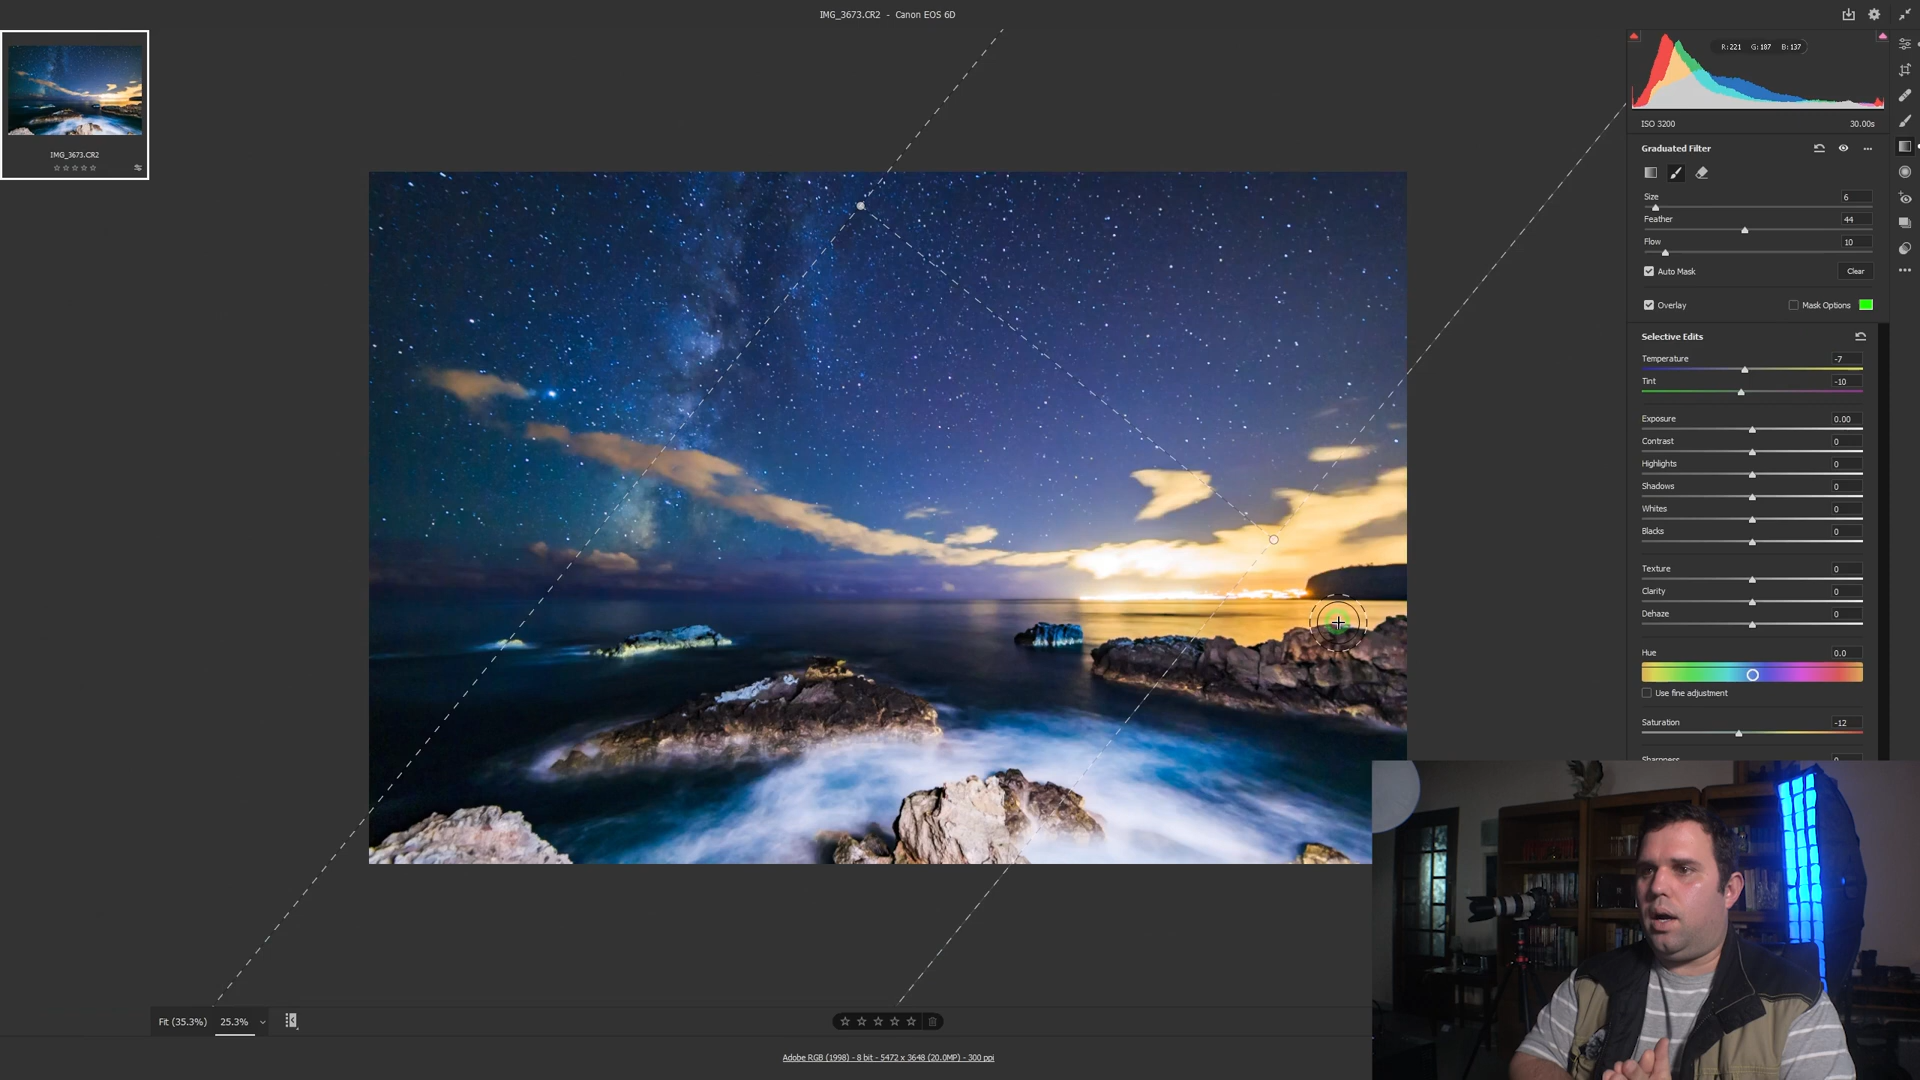 IMG_3673.CR2 - Canon EOS 6D
IMG_3673.CR2
R:221 G:187 B:137
ISO 3200 30.00s
Graduated Filter
Size 6
Feather 44
Flow 10
Auto Mask Clear
Overlay Mask Options
Selective Edits
Temperature -7
Tint -10
Exposure 0.00
Contrast 0
Highlights 0
Shadows 0
Whites 0
Blacks 0
Texture 0
Clarity 0
Dehaze 0
Hue 0.0
Use fine adjustment
Saturation -12
Fit (35.3%) 25.3%
Adobe RGB (1998) - 8 bit - 5472 x 3648 (20.0MP) - 300 ppi